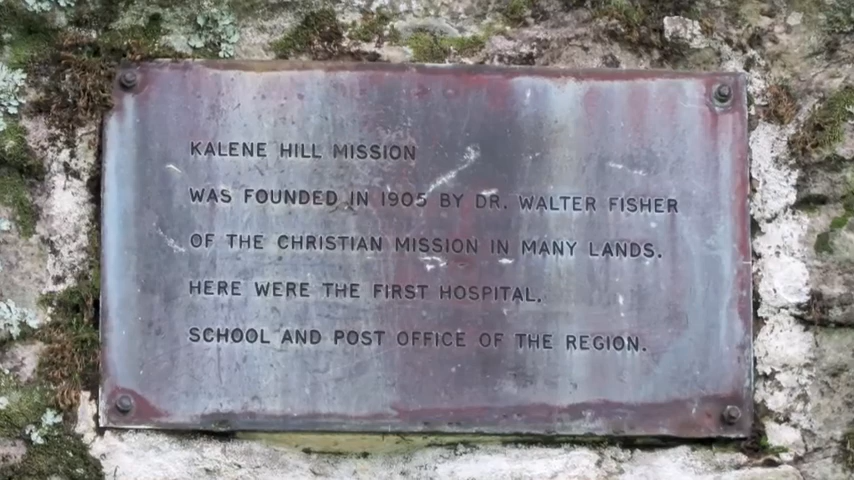 KALENE HILL MISSION
WAS FOUNDED IN 1905 BY DR. WALTER FISHER
OF THE CHRISTIAN MISSION IN MANY LANDS.
HERE WERE THE FIRST HOSPITAL.
SCHOOL AND POST OFFICE OF THE REGION.